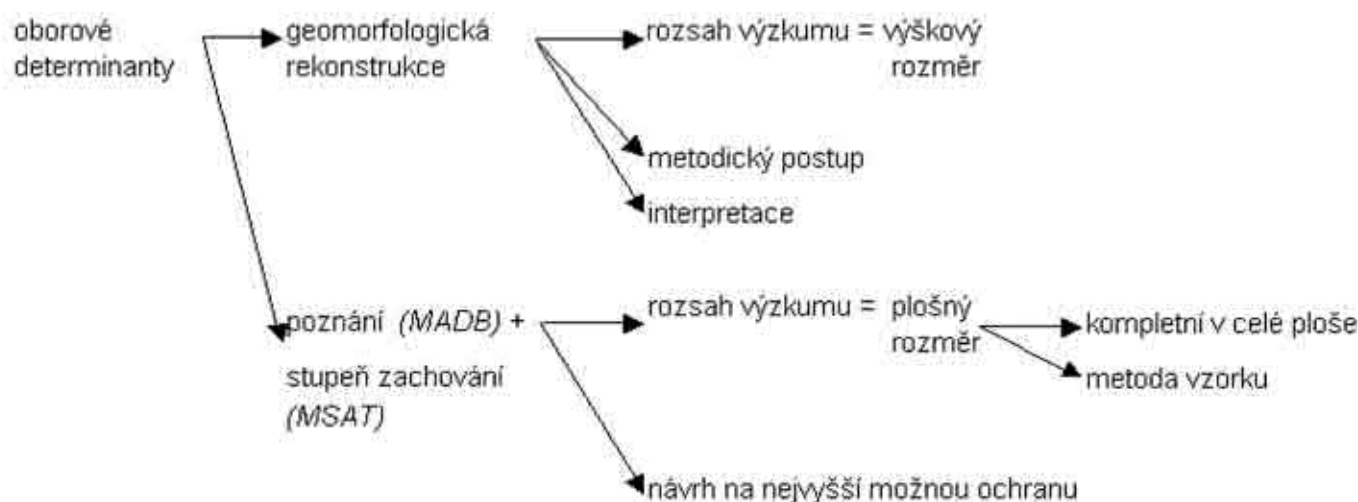 oborové
determinanty
geomorfologická
rekonstrukce
rozsah výzkumu = výškový
rozměr
metodický postup
interpretace
poznání (MADB) +
stupeň zachování
(MSAT)
rozsah výzkumu = plošný
rozměr
kompletní v celé ploše
metoda vzorku
návrh na nejvyšší možnou ochranu